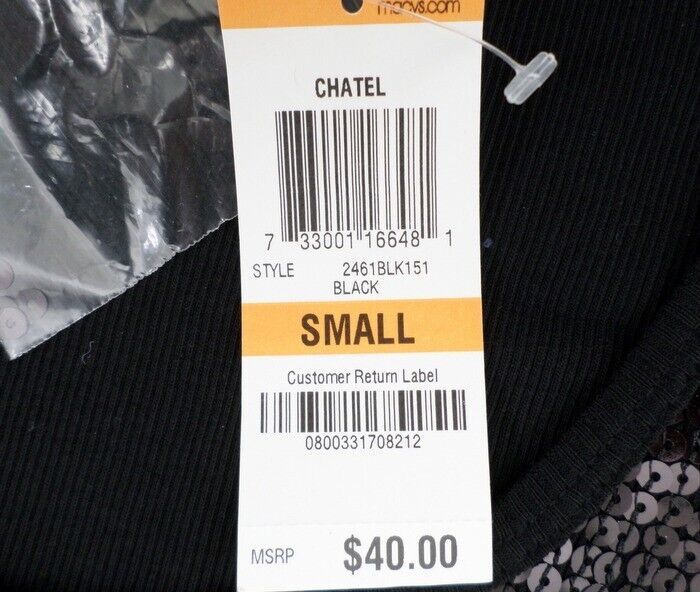 macys.com
CHATEL
7 33001 16648 1
STYLE 2461BLK151
BLACK
SMALL
Customer Return Label
0800331708212
MSRP $40.00